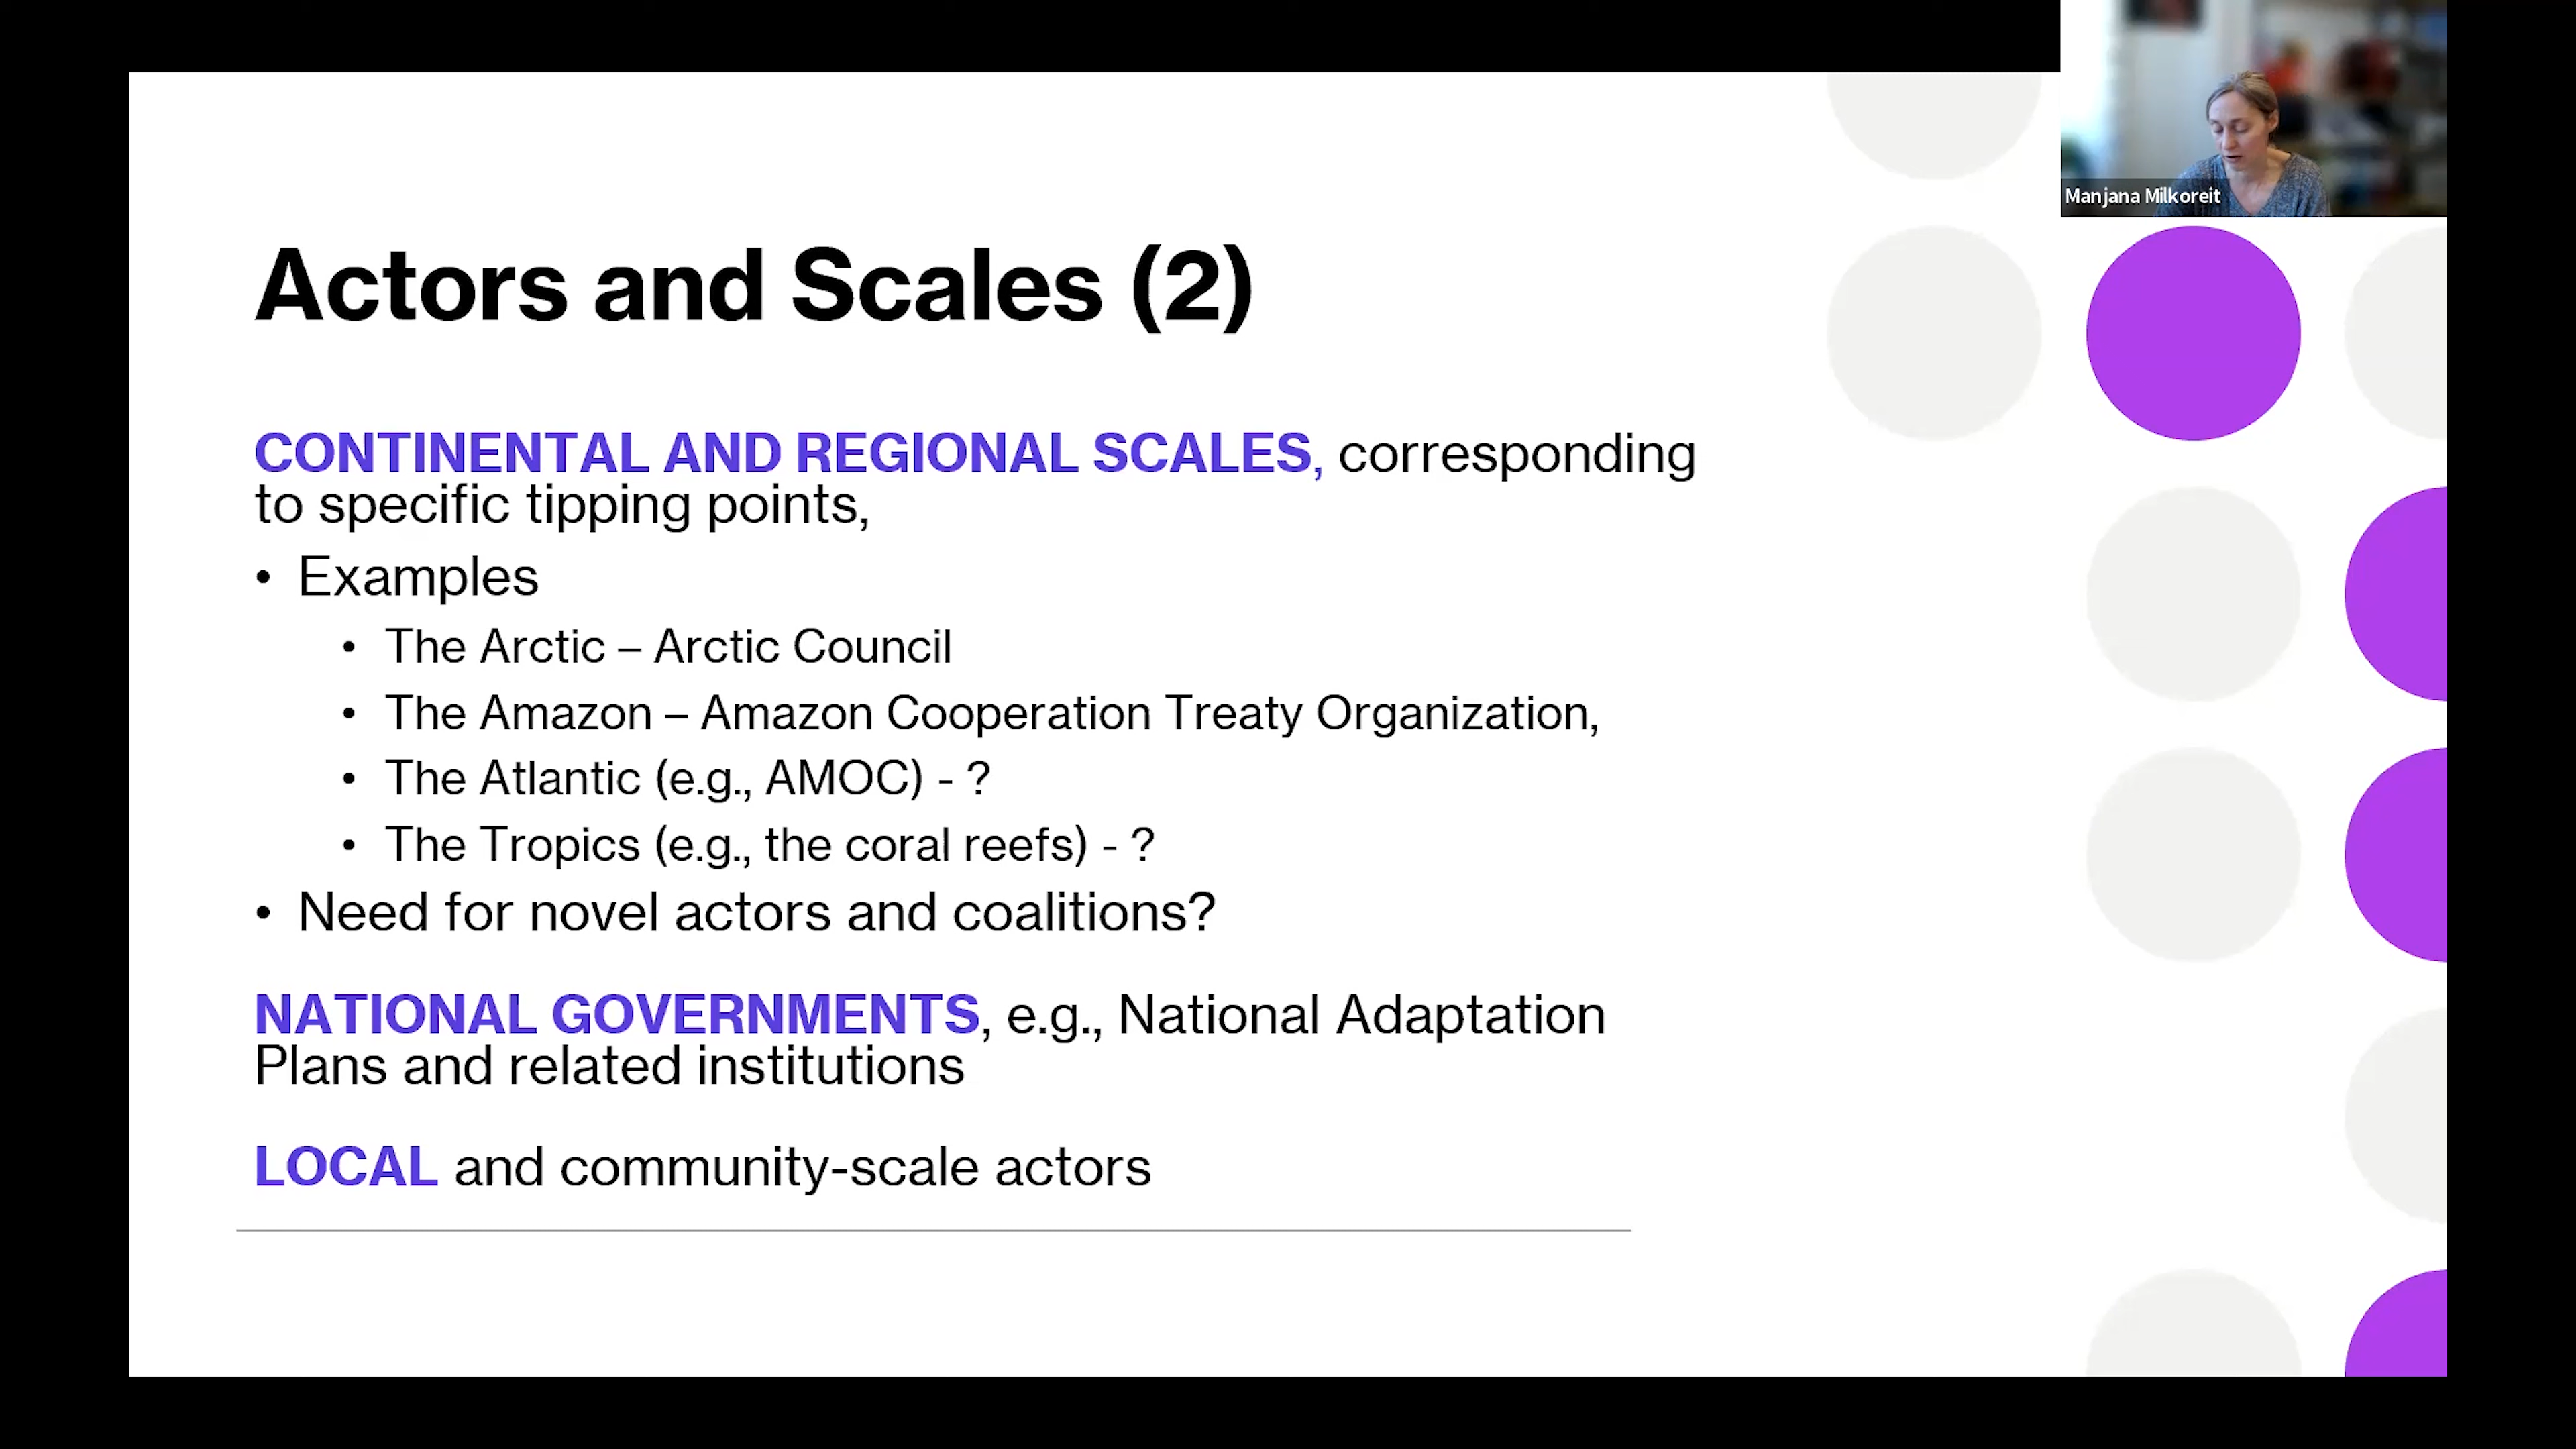 Manjana Milkoreit
Actors and Scales (2)
CONTINENTAL AND REGIONAL SCALES, corresponding
to specific tipping points,
• Examples
• The Arctic – Arctic Council
• The Amazon – Amazon Cooperation Treaty Organization,
• The Atlantic (e.g., AMOC) - ?
• The Tropics (e.g., the coral reefs) - ?
• Need for novel actors and coalitions?
NATIONAL GOVERNMENTS, e.g., National Adaptation
Plans and related institutions
LOCAL and community-scale actors